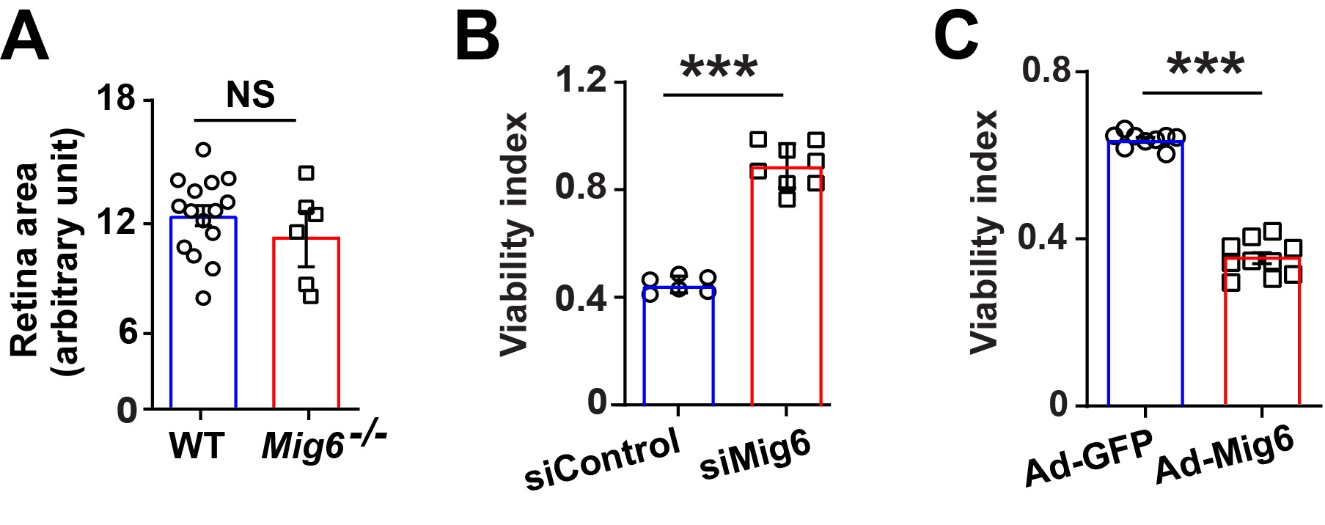 A
Retina area
(arbitrary unit)
18
12
6
0
NS
WT
Mig6-/-
B
Viability index
1.2
0.8
0.4
0
***
siControl
siMig6
C
Viability index
0.8
0.4
0
***
Ad-GFP
Ad-Mig6